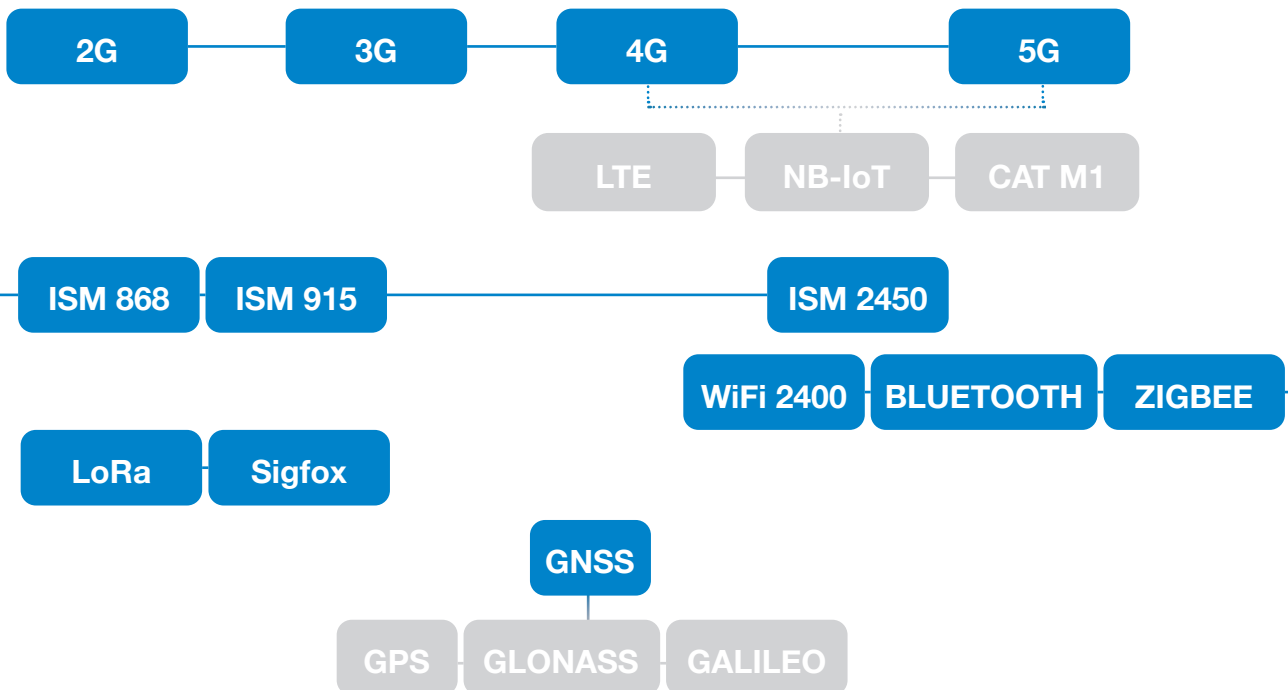 2G 3G 4G 5G
LTE NB-IoT CAT M1
ISM 868 ISM 915 ISM 2450
WiFi 2400 BLUETOOTH ZIGBEE
LoRa Sigfox
GNSS
GPS GLONASS GALILEO